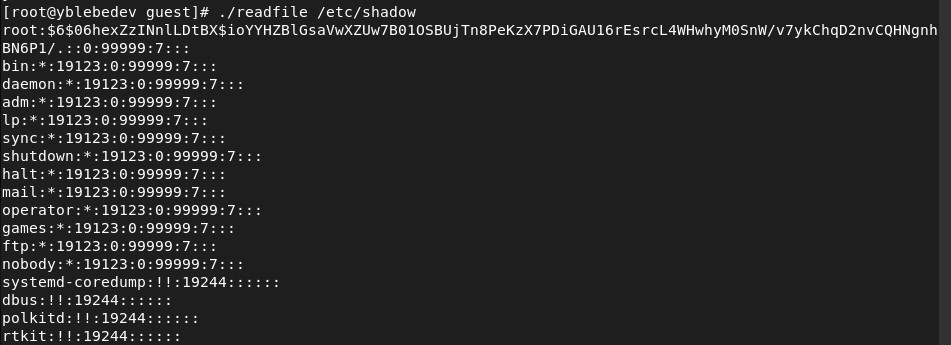 [root@yblebedev guest]# ./readfile /etc/shadow
root:$6$06hexZzINnlLDtBX$ioYYHZBlGsaVwXZUw7B01OSBUjTn8PeKzX7PDiGAU16rEsrcL4WHwhyM0SnW/v7ykChqD2nvCQHNgnh
BN6P1/.::0:99999:7:::
bin:*:19123:0:99999:7:::
daemon:*:19123:0:99999:7:::
adm:*:19123:0:99999:7:::
lp:*:19123:0:99999:7:::
sync:*:19123:0:99999:7:::
shutdown:*:19123:0:99999:7:::
halt:*:19123:0:99999:7:::
mail:*:19123:0:99999:7:::
operator:*:19123:0:99999:7:::
games:*:19123:0:99999:7:::
ftp:*:19123:0:99999:7:::
nobody:*:19123:0:99999:7:::
systemd-coredump:!!:19244::::::
dbus:!!:19244::::::
polkitd:!!:19244::::::
rtkit:!!:19244::::::